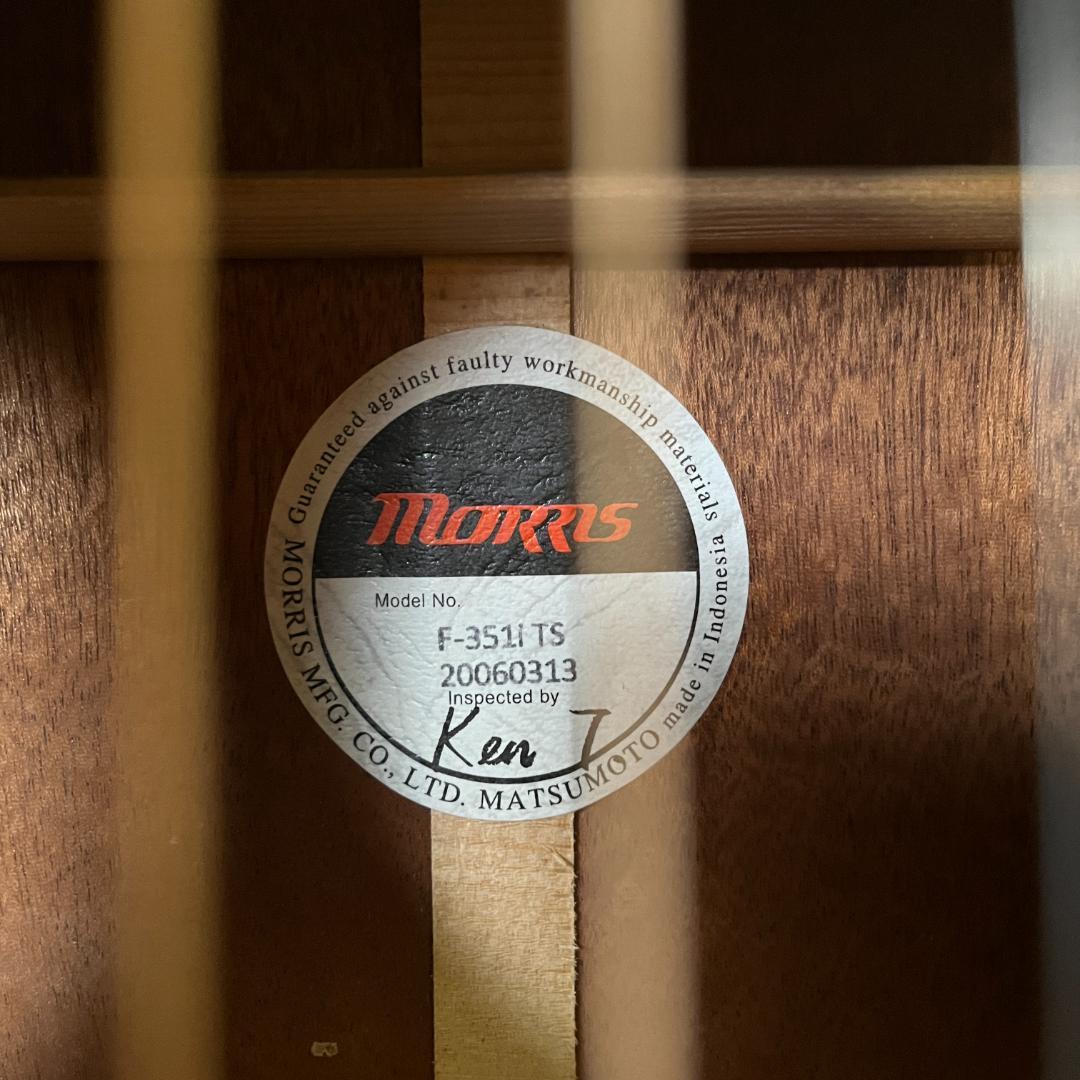 Guaranteed against faulty workmanship materials
MORRIS
Model No.
F-351i TS
20060313
Inspected by
Ken T
MORRIS MFG. CO., LTD. MATSUMOTO made in Indonesia